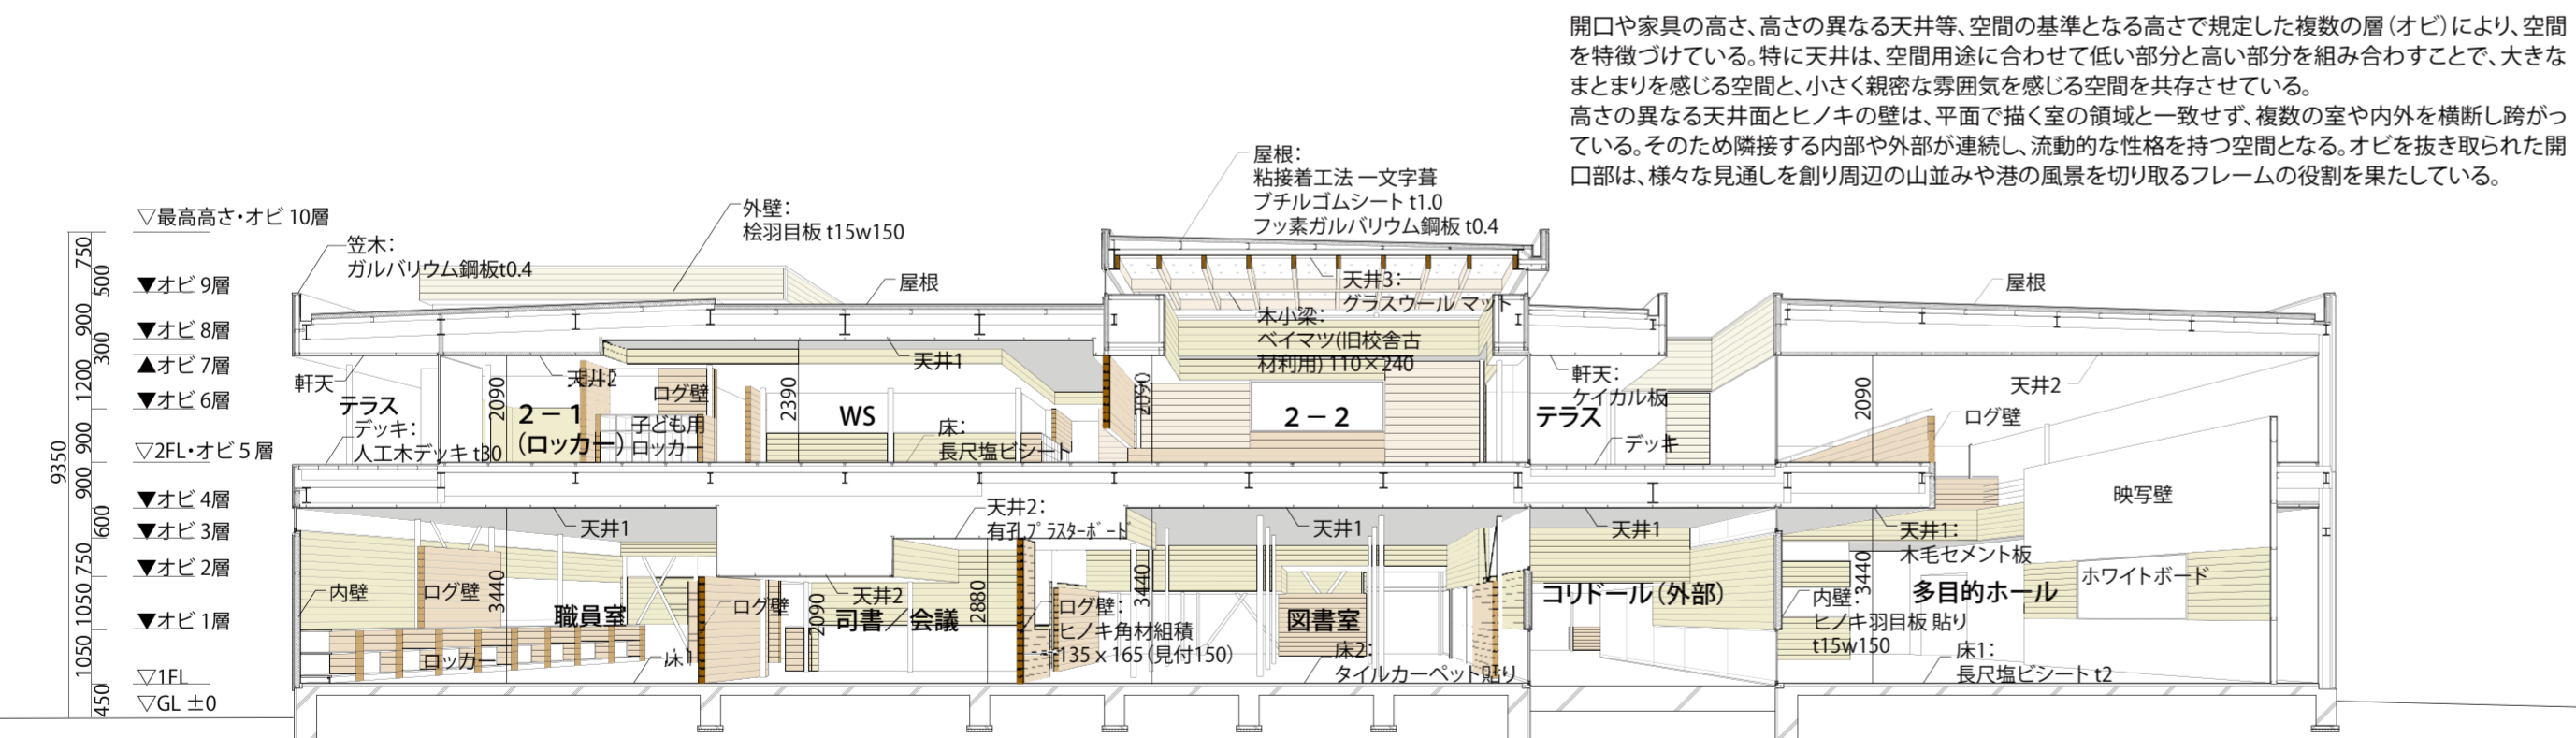 開口や家具の高さ、高さの異なる天井等、空間の基準となる高さで規定した複数の層（オビ）により、空間
を特徴づけている。特に天井は、空間用途に合わせて低い部分と高い部分を組み合わすことで、大きな
まとまりを感じる空間と、小さく親密な雰囲気を感じる空間を共存させている。
高さの異なる天井面とヒノキの壁は、平面で描く室の領域と一致せず、複数の室や内外を横断し跨がっ
ている。そのため隣接する内部や外部が連続し、流動的な性格を持つ空間となる。オビを抜き取られた開
口部は、様々な見通しを創り周辺の山並みや港の風景を切り取るフレームの役割を果たしている。
屋根：
粘接着工法 一文字葺
ブチルゴムシート t1.0
フッ素ガルバリウム鋼板 t0.4
外壁：
桧羽目板 t15w150
笠木：
ガルバリウム鋼板t0.4
屋根
天井3：
グラスウール マット
木小梁：
ベイマツ(旧校舎古
材利用) 110×240
屋根
▽最高高さ・オビ 10層
▼オビ 9層
▼オビ 8層
▲オビ 7層
▼オビ 6層
▽2FL・オビ 5 層
▼オビ 4層
▼オビ 3層
▼オビ 2層
▼オビ 1層
▽1FL
▽GL ±0
9350
750
500
900
300
1200
900
900
600
750
1050
1050
450
軒天
テラス
デッキ：
人工木デッキ t30
2090
天井2
2－1
（ロッカー）
ログ壁
子ども用
ロッカー
2390
WS
天井1
床：
長尺塩ビシート
2090
2－2
軒天：
ケイカル板
テラス
デッキ
2090
天井2
ログ壁
映写壁
天井1
内壁
ログ壁
3440
職員室
ロッカー
床1
ログ壁
2090
天井2
司書／会議
2880
天井2：
有孔プラスターボード
ログ壁：
ヒノキ角材組積
135 x 165（見付150）
3440
天井1
図書室
床2：
タイルカーペット貼り
天井1
コリドール（外部）
天井1：
木毛セメント板
3440
多目的ホール
ホワイトボード
内壁：
ヒノキ羽目板 貼り
t15w150
床1：
長尺塩ビシート t2